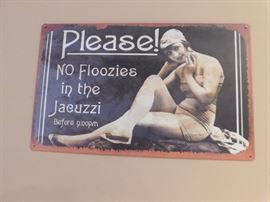 Please!
NO Floozies
in the
Jacuzzi
Before 9:00pm